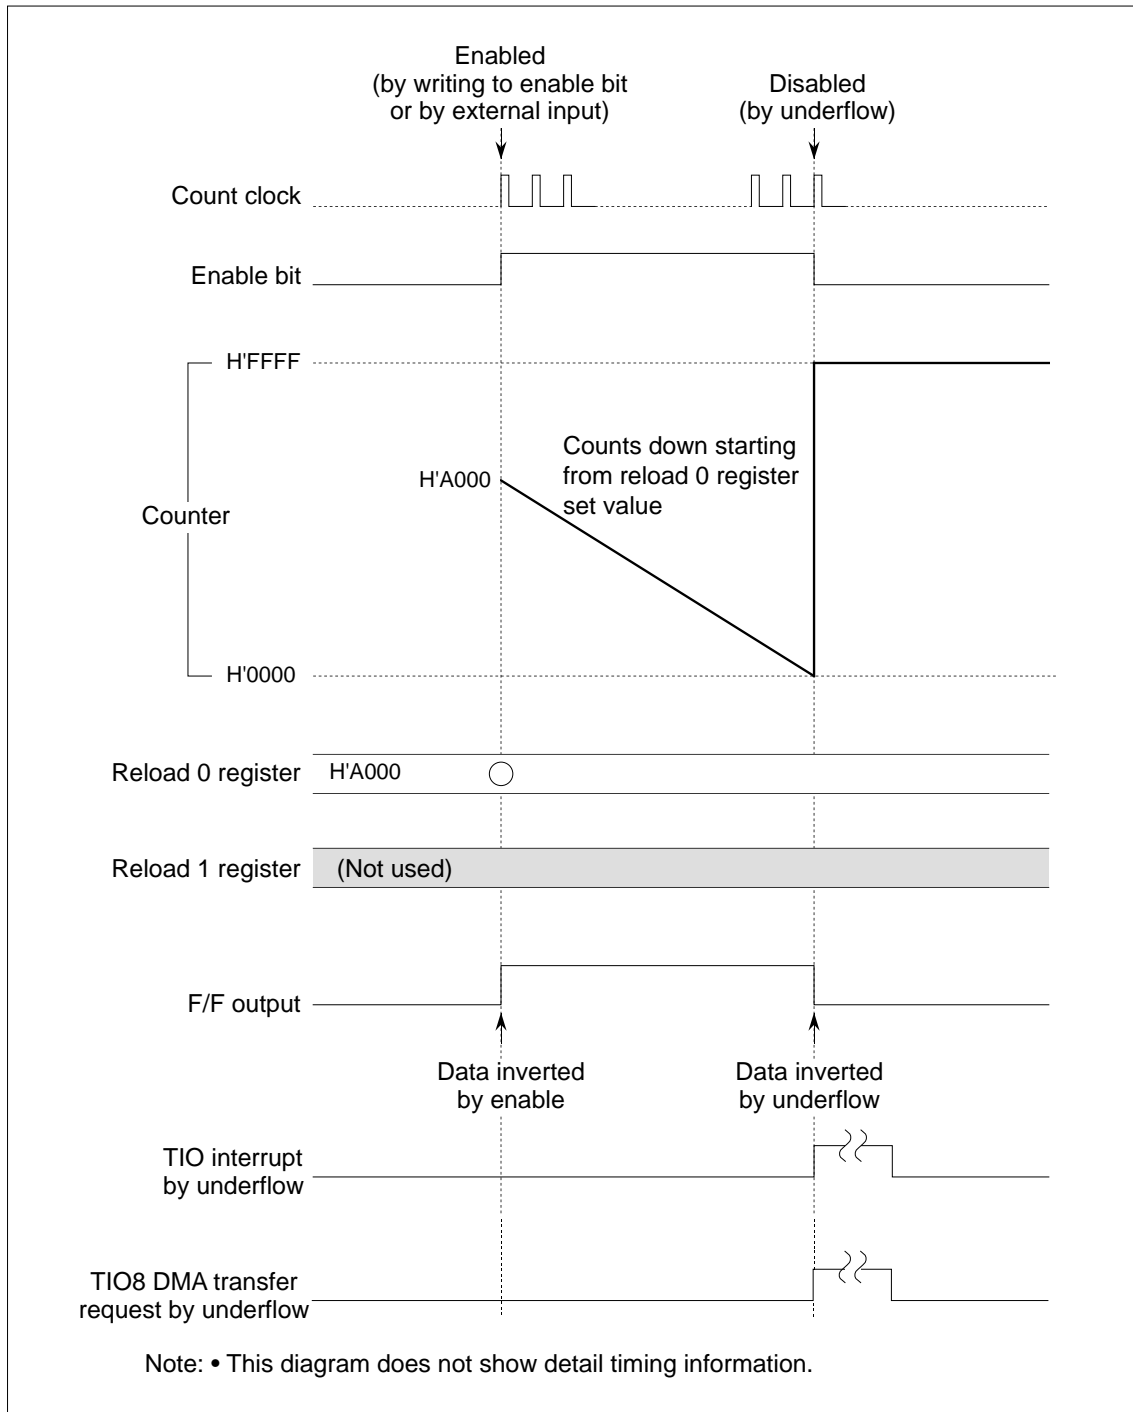 Enabled
(by writing to enable bit
or by external input)
Disabled
(by underflow)
Count clock
Enable bit
H'FFFF
Counts down starting
from reload 0 register
set value
H'A000
Counter
H'0000
Reload 0 register
H'A000
Reload 1 register
(Not used)
F/F output
Data inverted
by enable
Data inverted
by underflow
TIO interrupt
by underflow
TIO8 DMA transfer
request by underflow
Note: • This diagram does not show detail timing information.